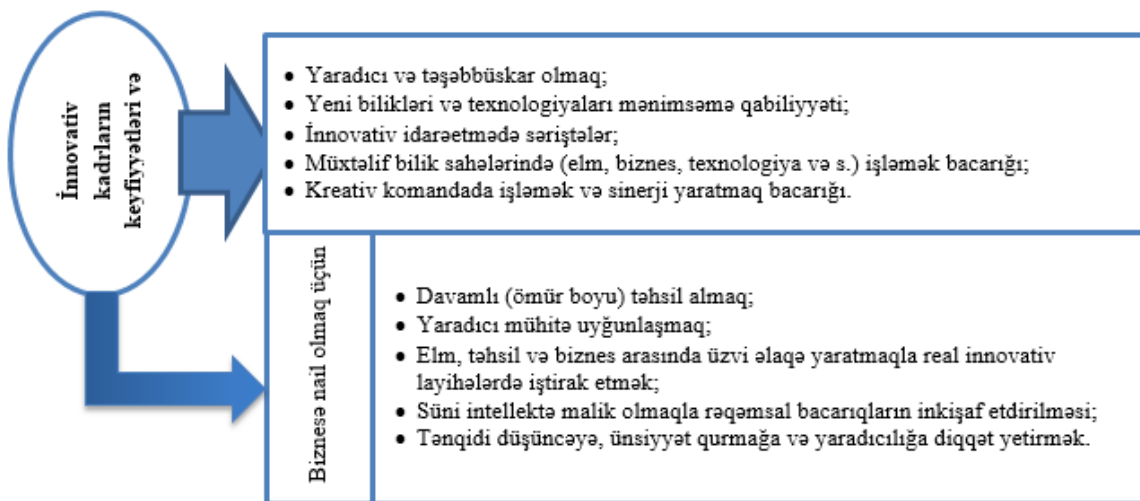 İnnovativ
kadrların
keyfiyyətləri və
• Yaradıcı və təşəbbüskar olmaq;
• Yeni bilikləri və texnologiyaları mənimsəmə qabiliyyəti;
• İnnovativ idarəetmədə səriştələr;
• Müxtəlif bilik sahələrində (elm, biznes, texnologiya və s.) işləmək bacarığı;
• Kreativ komandada işləmək və sinerji yaratmaq bacarığı.
Biznesə nail olmaq üçün
• Davamlı (ömür boyu) təhsil almaq;
• Yaradıcı mühitə uyğunlaşmaq;
• Elm, təhsil və biznes arasında üzvi əlaqə yaratmaqla real innovativ
layihələrdə iştirak etmək;
• Süni intellektə malik olmaqla rəqəmsal bacarıqların inkişaf etdirilməsi;
• Tənqidi düşüncəyə, ünsiyyət qurmağa və yaradıcılığa diqqət yetirmək.